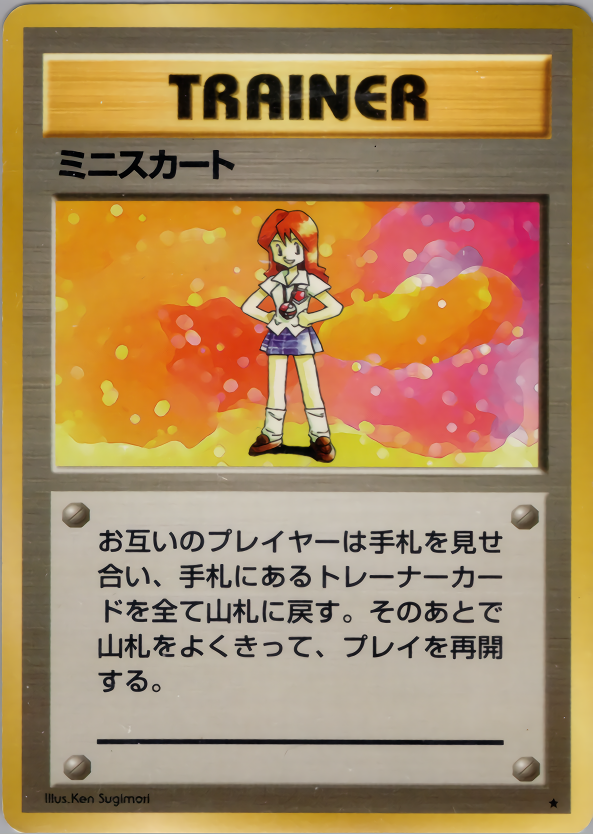 TRAINER
ミニスカート
お互いのプレイヤーは手札を見せ
合い、手札にあるトレーナーカー
ドを全て山札に戻す。そのあとで
山札をよくきって、プレイを再開
する。
Illus.Ken Sugimori
★